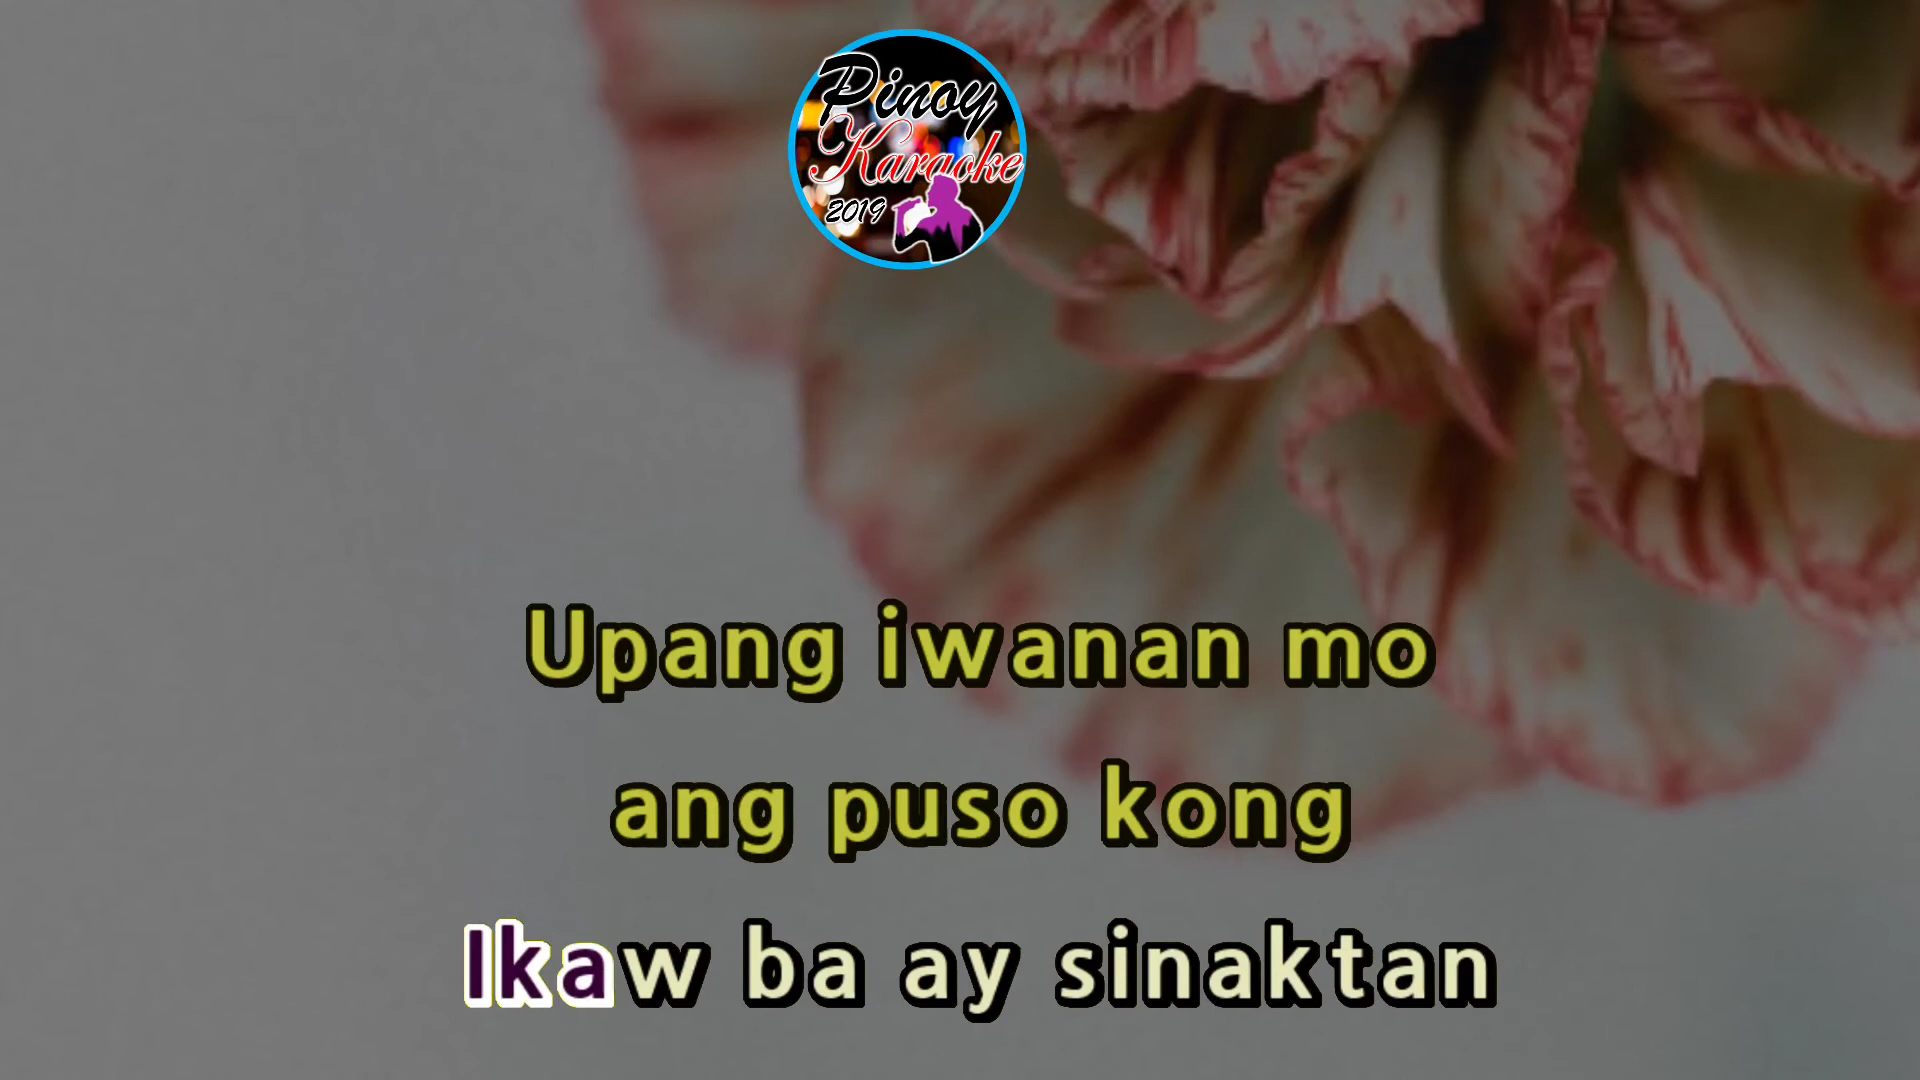 Pinoy
Karaoke
2019
Upang iwanan mo
ang puso kong
Ikaw ba ay sinaktan